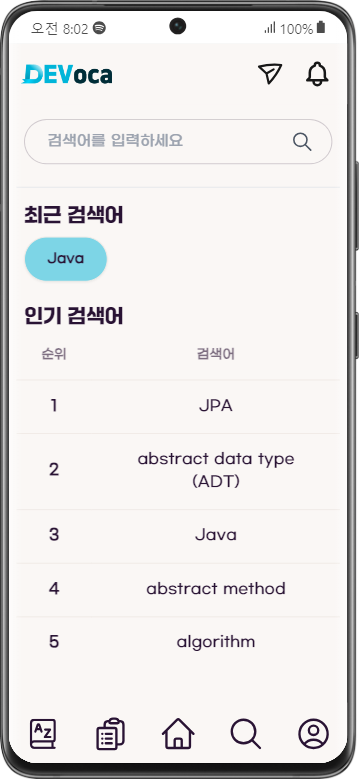 오전 8:02 100%
DEVoca
검색어를 입력하세요
최근 검색어
Java
인기 검색어
순위 검색어
1 JPA
2 abstract data type
(ADT)
3 Java
4 abstract method
5 algorithm
AZ